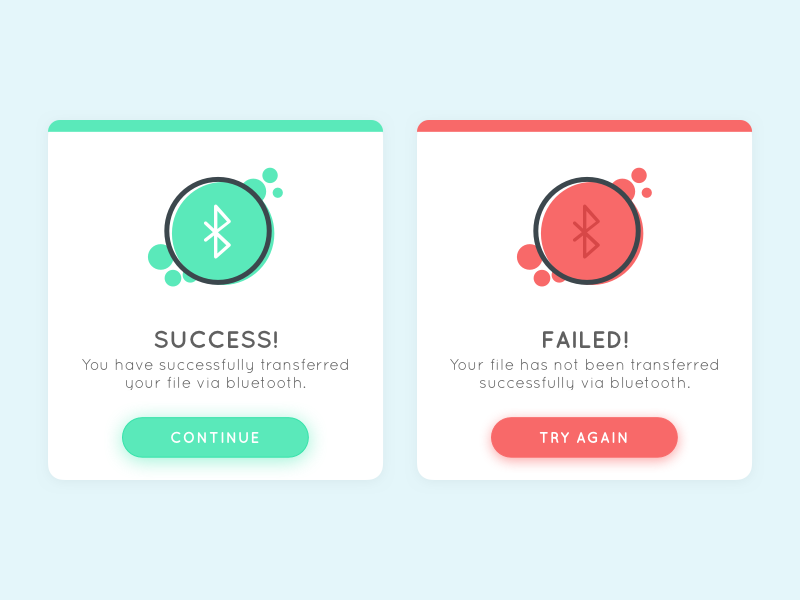 SUCCESS!
You have successfully transferred
your file via bluetooth.
CONTINUE
FAILED!
Your file has not been transferred
successfully via bluetooth.
TRY AGAIN